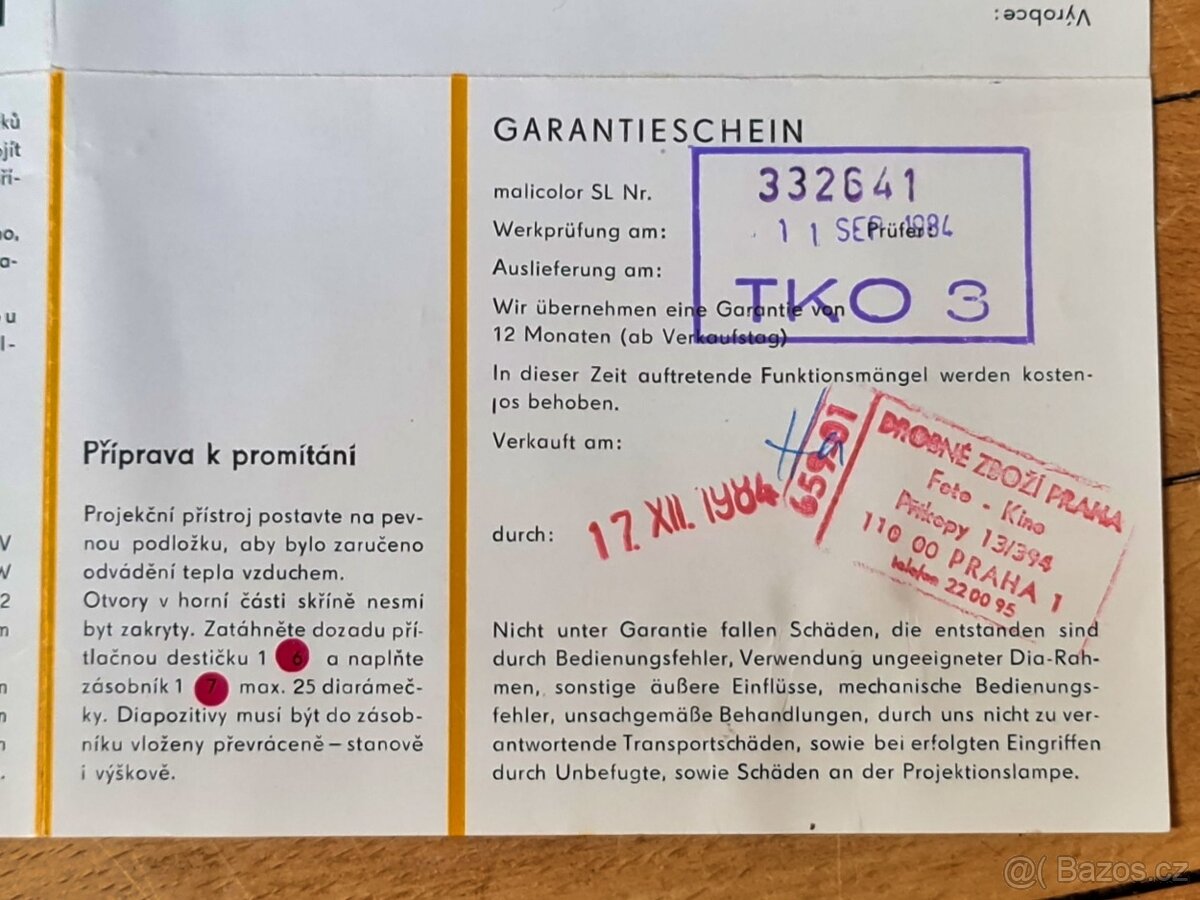 Výrobce:
ků
ojít
ři-
no,
a-
u
l-
V
W
2
m
n
m
n
Příprava k promítání
Projekční přístroj postavte na pev-
nou podložku, aby bylo zaručeno
odvádění tepla vzduchem.
Otvory v horní části skříně nesmí
byt zakryty. Zatáhněte dozadu pří-
tlačnou destičku 1 6 a naplňte
zásobník 1 7 max. 25 diarámeč-
ky. Diapozitivy musí být do zásob-
níku vloženy převráceně – stanově
i výškově.
GARANTIESCHEIN
malicolor SL Nr. 332641
Werkprüfung am: 11 SEP. 1984 Prüfer:
Auslieferung am:
TKO 3
Wir übernehmen eine Garantie von
12 Monaten (ab Verkaufstag)
In dieser Zeit auftretende Funktionsmängel werden kosten-
los behoben.
Verkauft am:
durch: 17. XII. 1984
DROBNÉ ZBOŽÍ PRAHA
Foto - Kino
Příkopy 13/394
110 00 PRAHA 1
telefon 22 00 95
Nicht unter Garantie fallen Schäden, die entstanden sind
durch Bedienungsfehler, Verwendung ungeeigneter Dia-Rah-
men, sonstige äußere Einflüsse, mechanische Bedienungs-
fehler, unsachgemäße Behandlungen, durch uns nicht zu ver-
antwortende Transportschäden, sowie bei erfolgten Eingriffen
durch Unbefugte, sowie Schäden an der Projektionslampe.
@( Bazos.cz